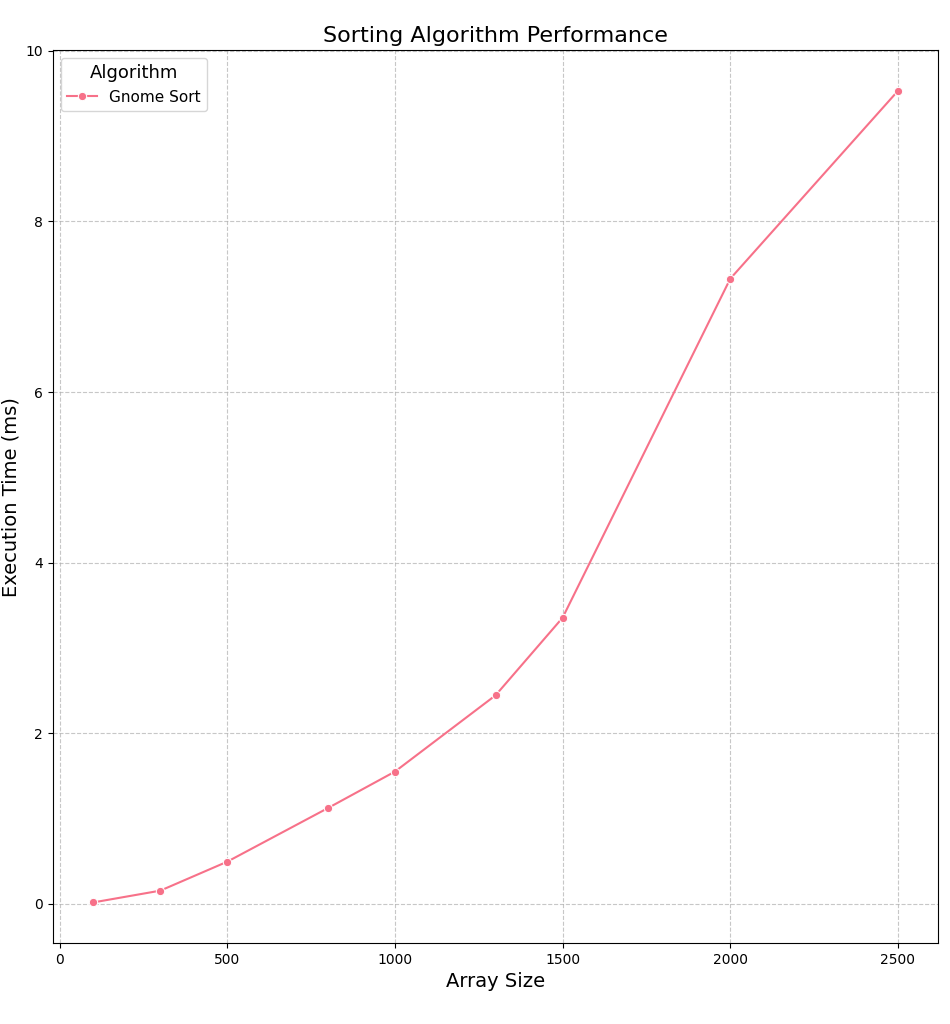 Sorting Algorithm Performance
Algorithm
Gnome Sort
Execution Time (ms)
10
8
6
4
2
0
0 500 1000 1500 2000 2500
Array Size